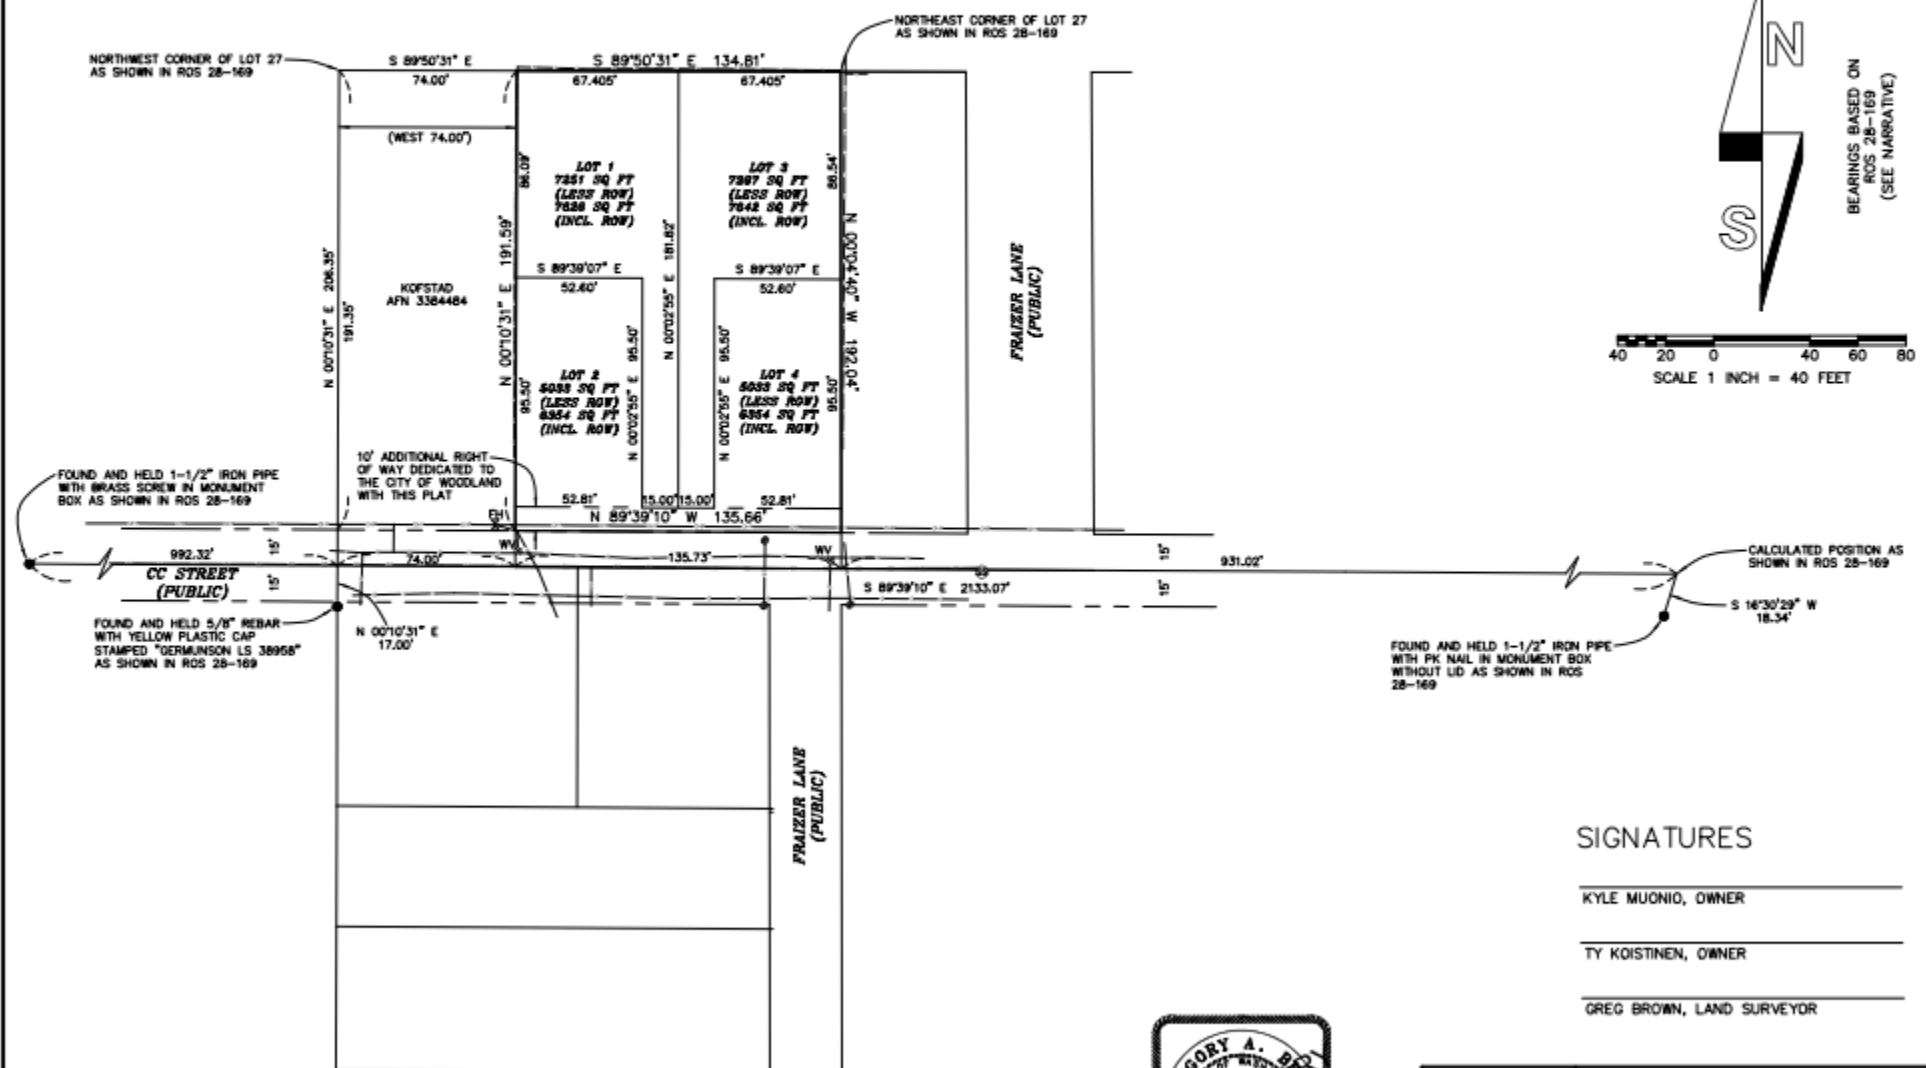 NORTHWEST CORNER OF LOT 27
AS SHOWN IN ROS 28-169
S 89°50'31" E
74.00'
(WEST 74.00')
S 89°50'31" E 134.81'
67.405'
67.405'
NORTHEAST CORNER OF LOT 27
AS SHOWN IN ROS 28-169
N
S
BEARINGS BASED ON
ROS 28-169
(SEE NARRATIVE)
40 20 0 40 60 80
SCALE 1 INCH = 40 FEET
N 00°10'31" E 206.35'
191.35'
KOFSTAD
AFN 3384484
N 00°10'31" E 191.59'
86.09'
95.50'
LOT 1
7251 SQ FT
(LESS ROW)
7626 SQ FT
(INCL. ROW)
S 89°39'07" E
52.60'
LOT 2
5033 SQ FT
(LESS ROW)
6354 SQ FT
(INCL. ROW)
N 00°02'55" E 95.50'
N 00°02'55" E 181.82'
LOT 3
7297 SQ FT
(LESS ROW)
7642 SQ FT
(INCL. ROW)
S 89°39'07" E
52.60'
N 00°02'55" E 95.50'
LOT 4
5033 SQ FT
(LESS ROW)
6354 SQ FT
(INCL. ROW)
86.54'
95.50'
N 00°04'40" W 192.04'
FRAIZER LANE
(PUBLIC)
10' ADDITIONAL RIGHT
OF WAY DEDICATED TO
THE CITY OF WOODLAND
WITH THIS PLAT
52.81' 15.00' 15.00' 52.81'
N 89°39'10" W 135.66'
FOUND AND HELD 1-1/2" IRON PIPE
WITH BRASS SCREW IN MONUMENT
BOX AS SHOWN IN ROS 28-169
FH
WV
WV
992.32'
15'
15'
74.00'
135.73'
CC STREET
(PUBLIC)
S 89°39'10" E 2133.07'
15'
15'
931.02'
CALCULATED POSITION AS
SHOWN IN ROS 28-169
S 16°30'29" W
18.34'
FOUND AND HELD 5/8" REBAR
WITH YELLOW PLASTIC CAP
STAMPED "GERMUNSON LS 38958"
AS SHOWN IN ROS 28-169
N 00°10'31" E
17.00'
FOUND AND HELD 1-1/2" IRON PIPE
WITH PK NAIL IN MONUMENT BOX
WITHOUT LID AS SHOWN IN ROS
28-169
FRAIZER LANE
(PUBLIC)
SIGNATURES
KYLE MUONIO, OWNER
TY KOISTINEN, OWNER
GREG BROWN, LAND SURVEYOR
A.